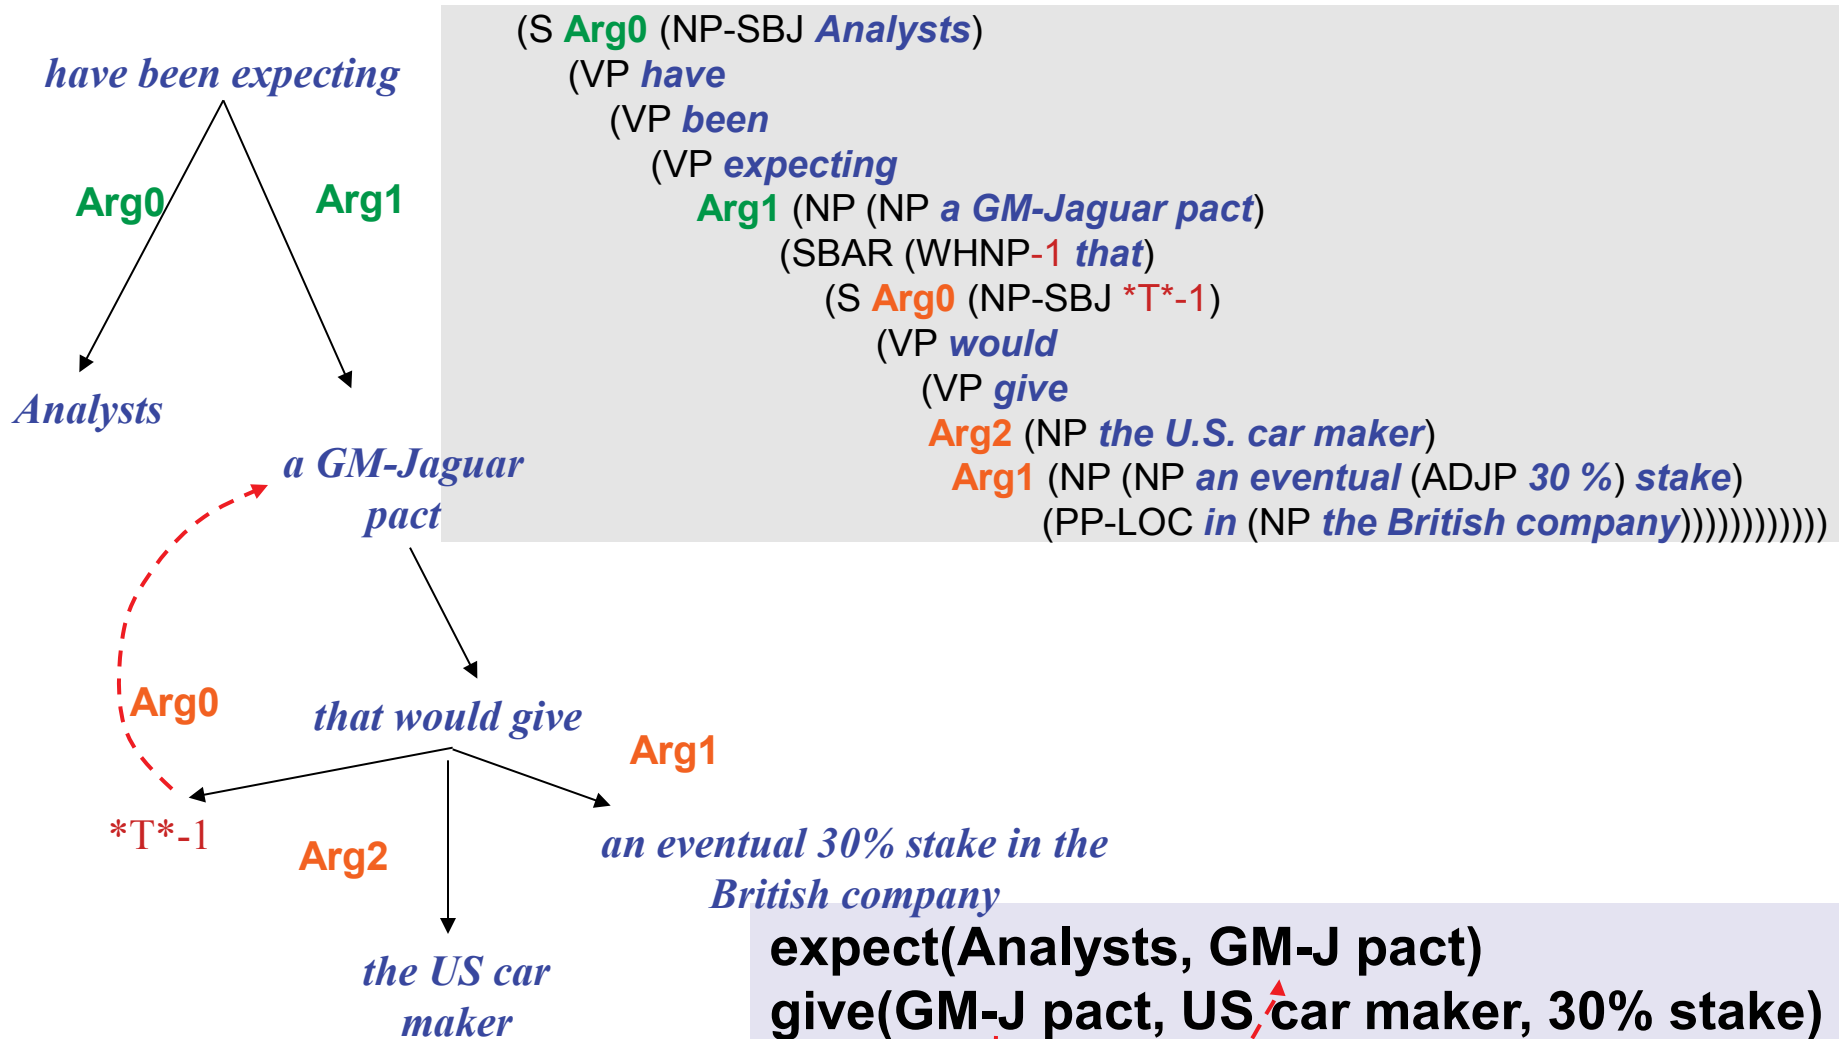 (S Arg0 (NP-SBJ Analysts)
(VP have
(VP been
(VP expecting
Arg1 (NP (NP a GM-Jaguar pact)
(SBAR (WHNP-1 that)
(S Arg0 (NP-SBJ *T*-1)
(VP would
(VP give
Arg2 (NP the U.S. car maker)
Arg1 (NP (NP an eventual (ADJP 30 %) stake)
(PP-LOC in (NP the British company))))))))))))
have been expecting
Arg0
Arg1
Analysts
a GM-Jaguar
pact
Arg0
that would give
Arg1
*T*-1
Arg2
an eventual 30% stake in the
British company
the US car
maker
expect(Analysts, GM-J pact)
give(GM-J pact, US car maker, 30% stake)